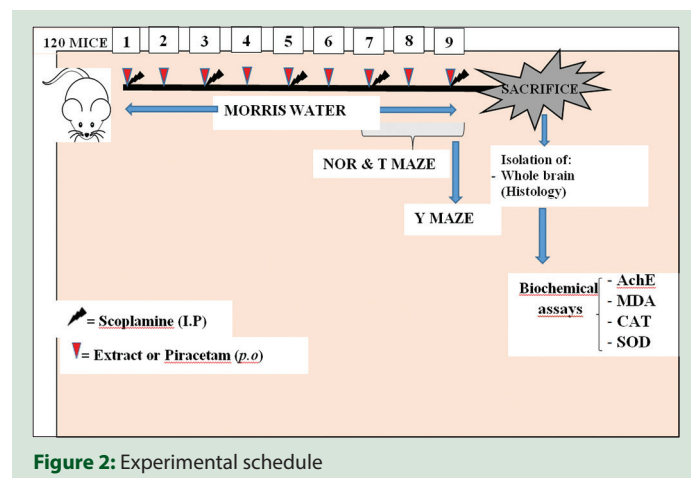 120 MICE 1 2 3 4 5 6 7 8 9
SACRIFICE
MORRIS WATER
NOR & T MAZE
Y MAZE
Isolation of:
- Whole brain
(Histology)
Biochemical
assays
- AchE
- MDA
- CAT
- SOD
= Scoplamine (I.P)
= Extract or Piracetam (p.o)
Figure 2: Experimental schedule